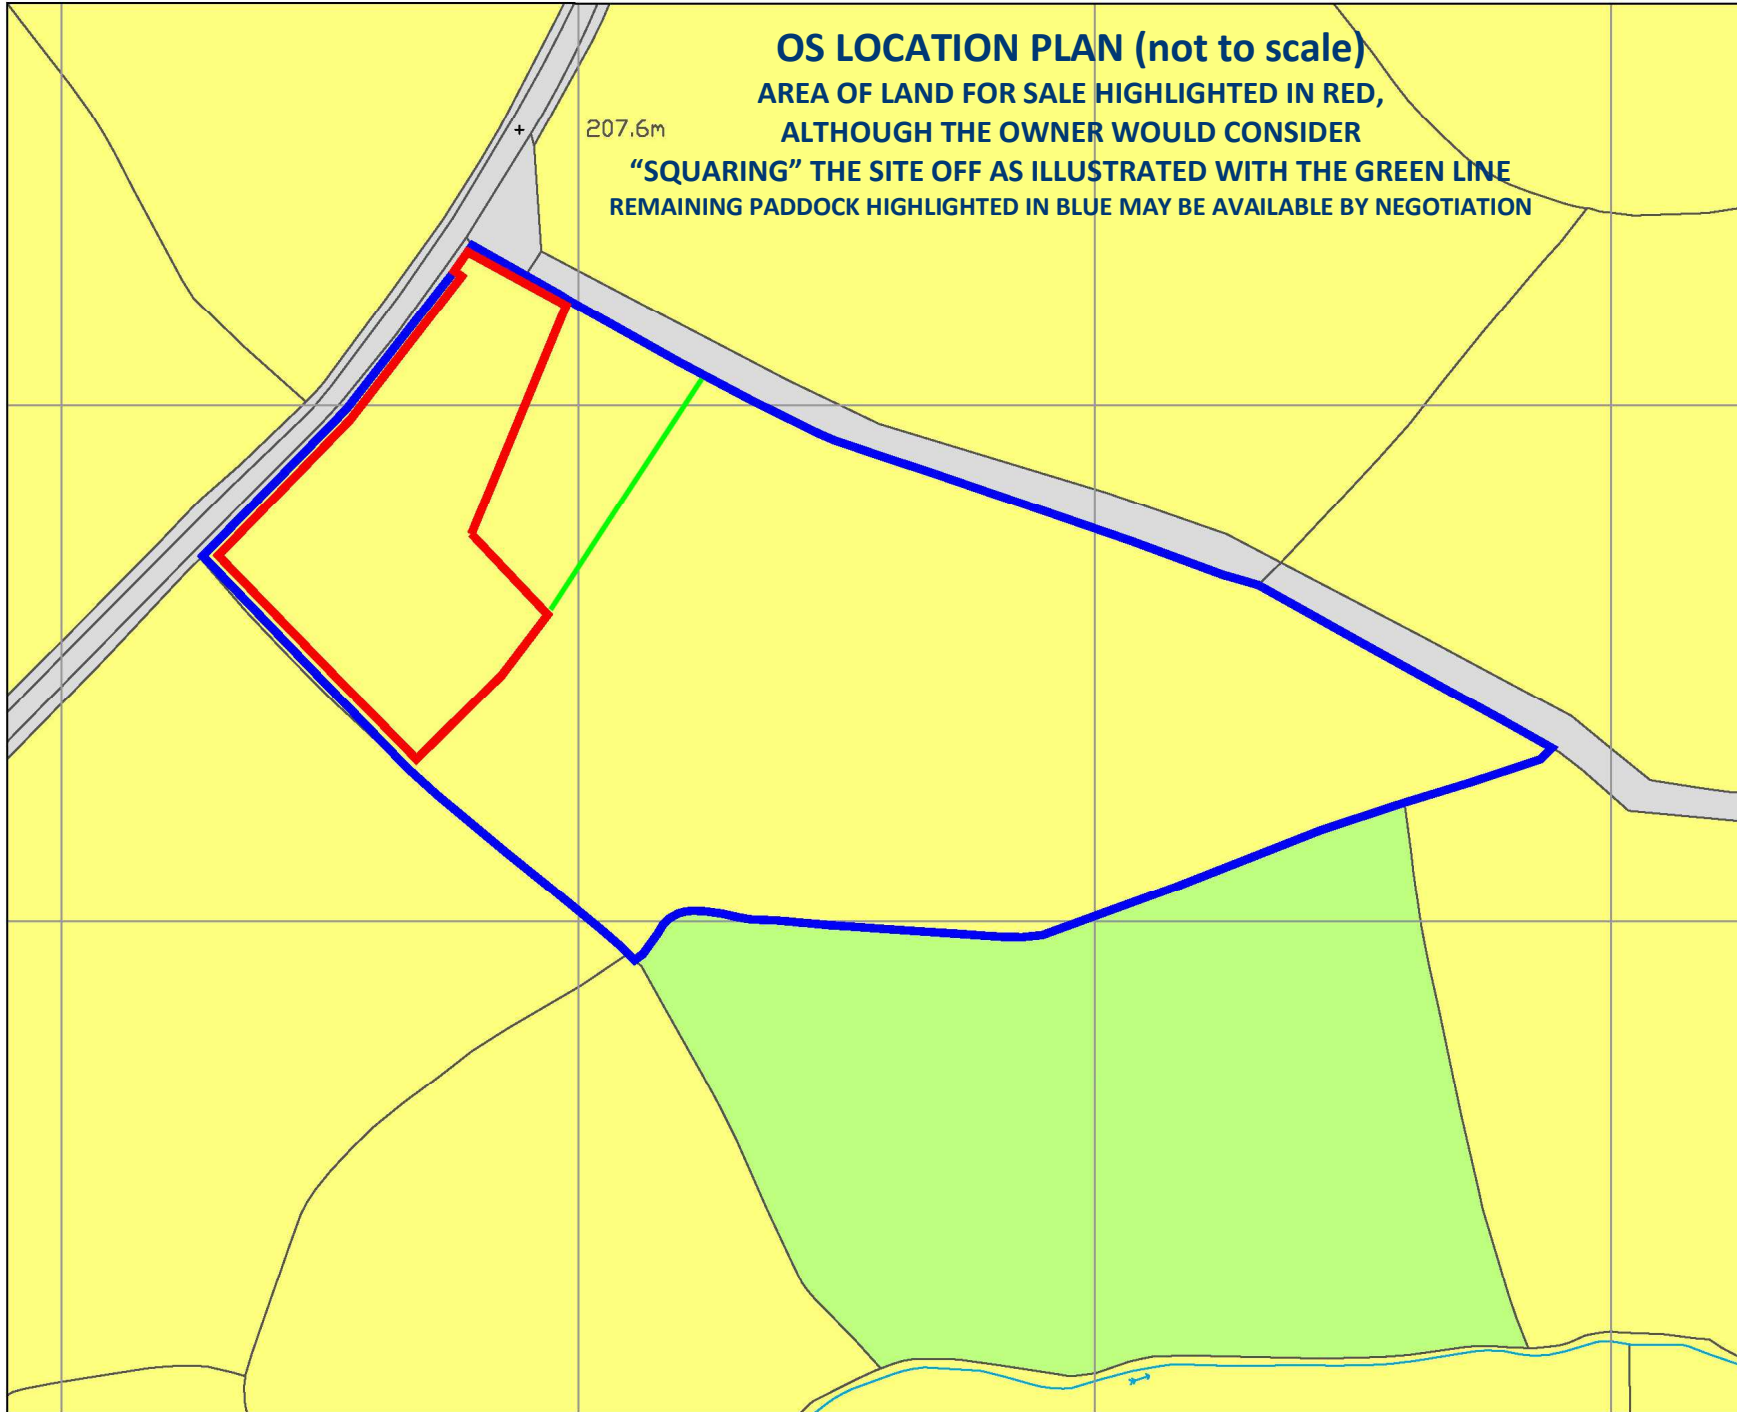 OS LOCATION PLAN (not to scale)
AREA OF LAND FOR SALE HIGHLIGHTED IN RED,
207.6m
ALTHOUGH THE OWNER WOULD CONSIDER
“SQUARING” THE SITE OFF AS ILLUSTRATED WITH THE GREEN LINE
REMAINING PADDOCK HIGHLIGHTED IN BLUE MAY BE AVAILABLE BY NEGOTIATION